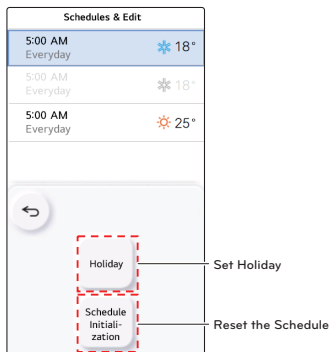 Schedules & Edit
5:00 AM
Everyday
18°
5:00 AM
Everyday
18°
5:00 AM
Everyday
25°
Holiday
Set Holiday
Schedule
Initiali-
zation
Reset the Schedule